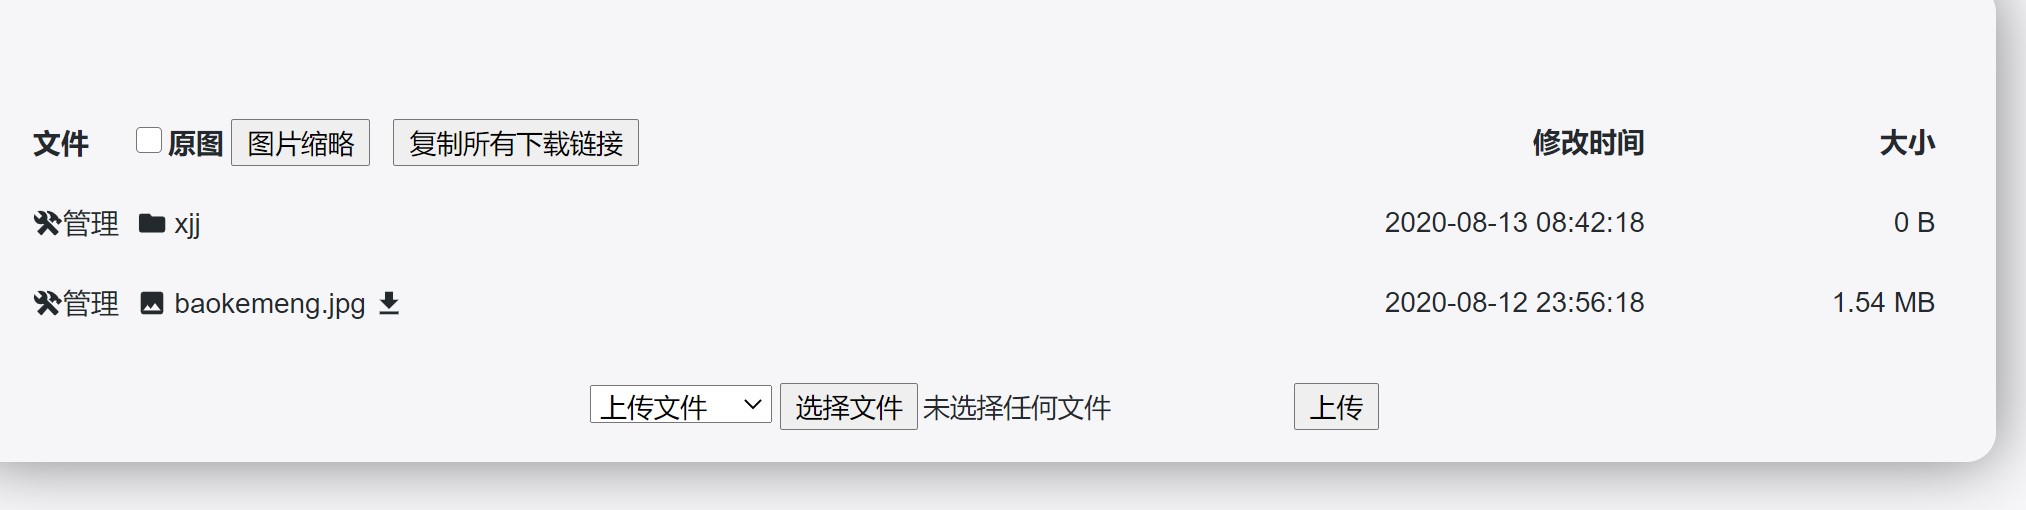 文件 原图 图片缩略 复制所有下载链接 修改时间 大小
管理 xjj 2020-08-13 08:42:18 0 B
管理 baokemeng.jpg 2020-08-12 23:56:18 1.54 MB
上传文件 选择文件 未选择任何文件 上传